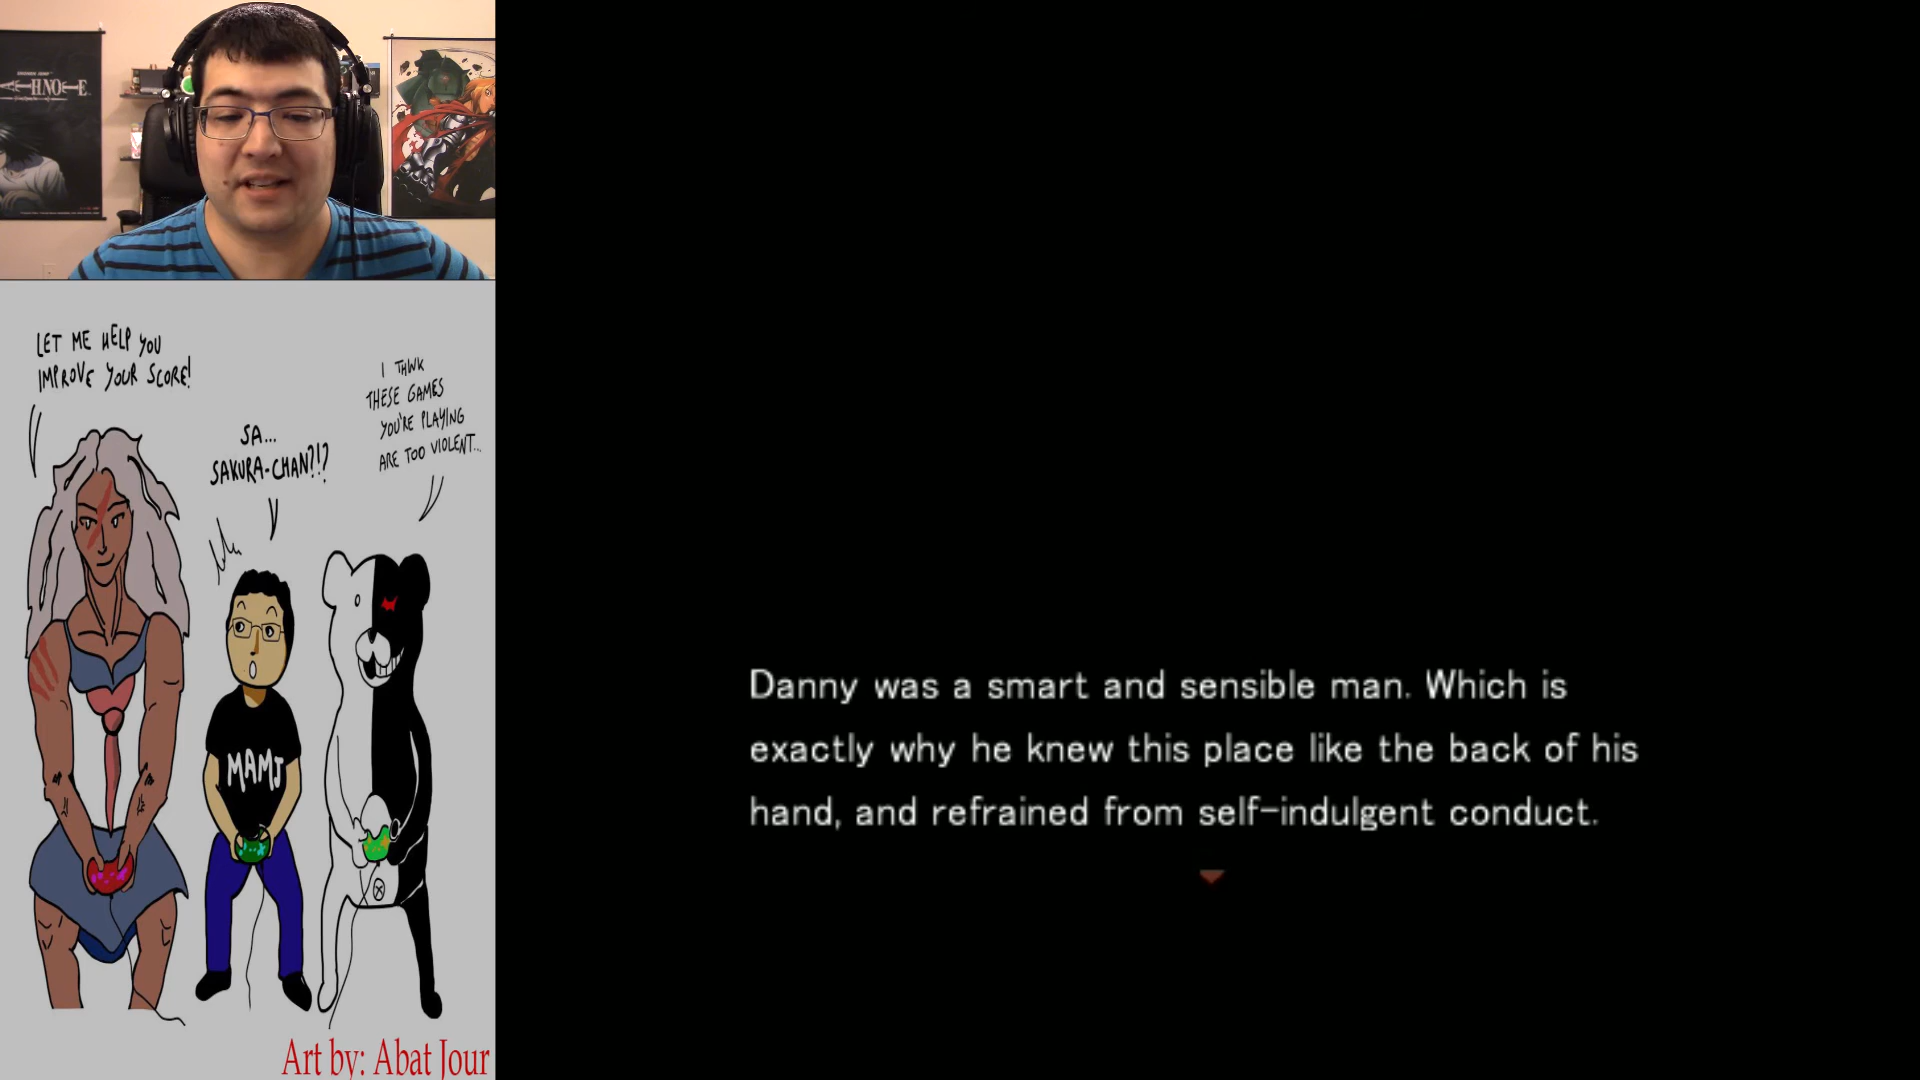 HNOTE
LET ME HELP YOU
IMPROVE YOUR SCORE!
I THINK
THESE GAMES
YOU'RE PLAYING
ARE TOO VIOLENT...
SA...
SAKURA-CHAN?!?
MAMJ
Art by: Abat Jour
Danny was a smart and sensible man. Which is
exactly why he knew this place like the back of his
hand, and refrained from self-indulgent conduct.